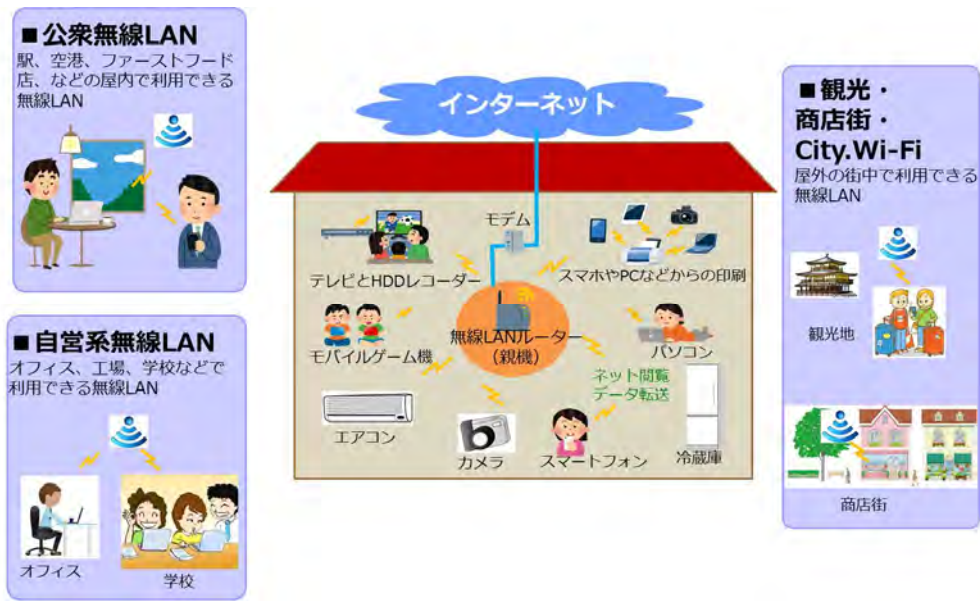 ■公衆無線LAN
駅、空港、ファーストフード
店、などの屋内で利用できる
無線LAN
■自営系無線LAN
オフィス、工場、学校などで
利用できる無線LAN
オフィス
学校
インターネット
モデム
テレビとHDDレコーダー
スマホやPCなどからの印刷
無線LANルーター
(親機)
モバイルゲーム機
パソコン
ネット閲覧
データ転送
エアコン
カメラ
スマートフォン
冷蔵庫
■観光・
商店街・
City.Wi-Fi
屋外の街中で利用できる
無線LAN
観光地
商店街